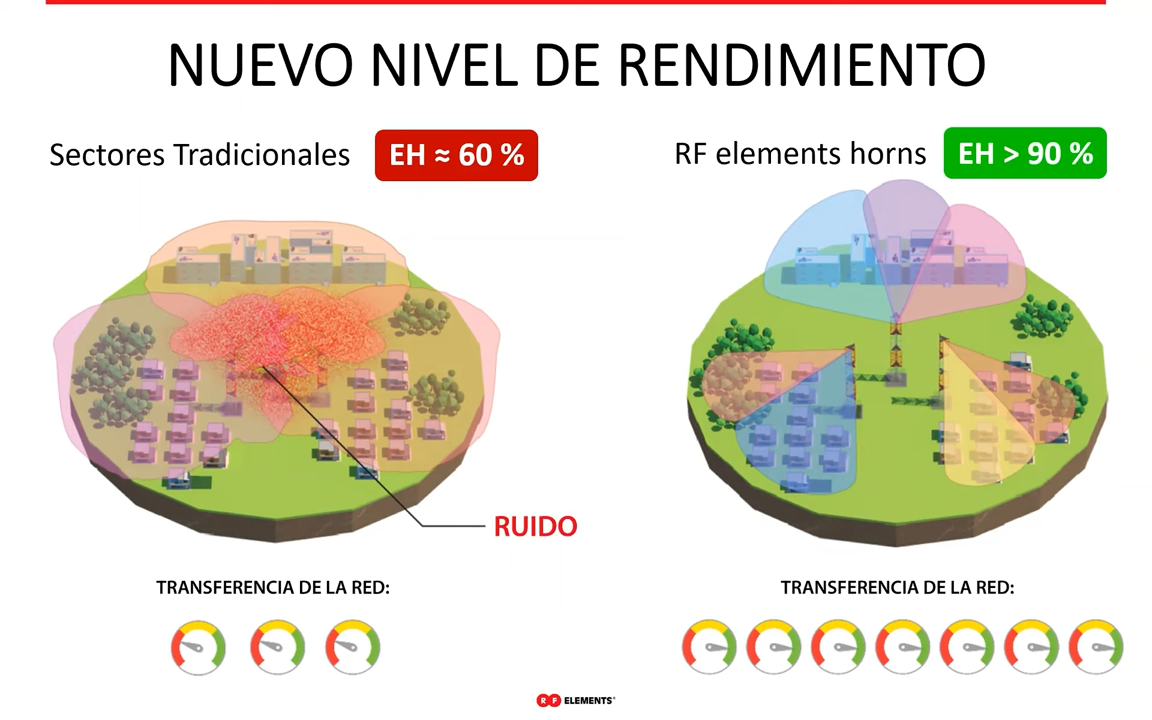 NUEVO NIVEL DE RENDIMIENTO
Sectores Tradicionales
EH ≈ 60 %
RF elements horns
EH > 90 %
RUIDO
TRANSFERENCIA DE LA RED:
TRANSFERENCIA DE LA RED:
RF ELEMENTS